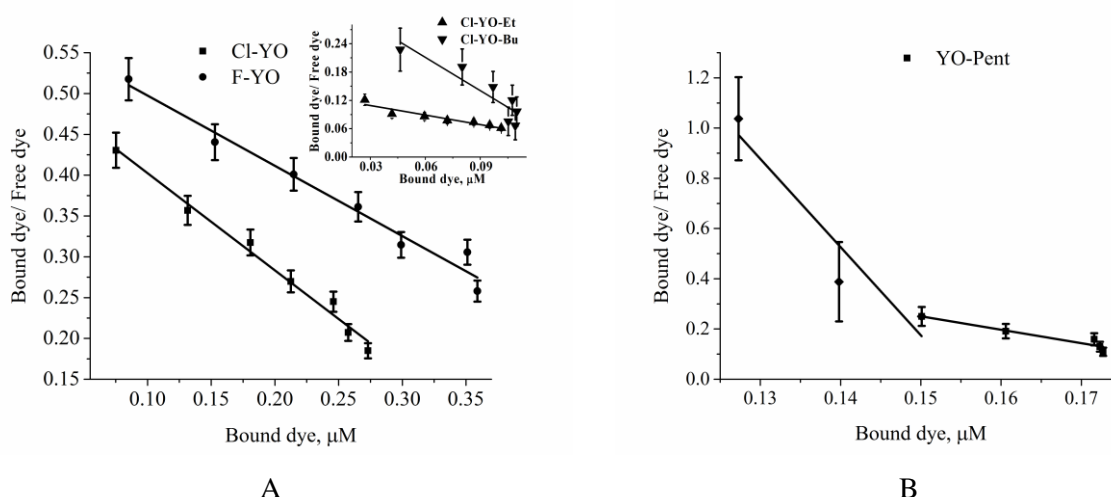 Cl-YO
F-YO
0.55
0.50
0.45
0.40
0.35
0.30
0.25
0.20
0.15
0.10 0.15 0.20 0.25 0.30 0.35
Bound dye/ Free dye
Bound dye, μM
Cl-YO-Et
Cl-YO-Bu
0.24
0.18
0.12
0.06
0.00
0.03 0.06 0.09
Bound dye/ Free dye
Bound dye, μM
A
YO-Pent
1.2
1.0
0.8
0.6
0.4
0.2
0.0
0.13 0.14 0.15 0.16 0.17
Bound dye/ Free dye
Bound dye, μM
B